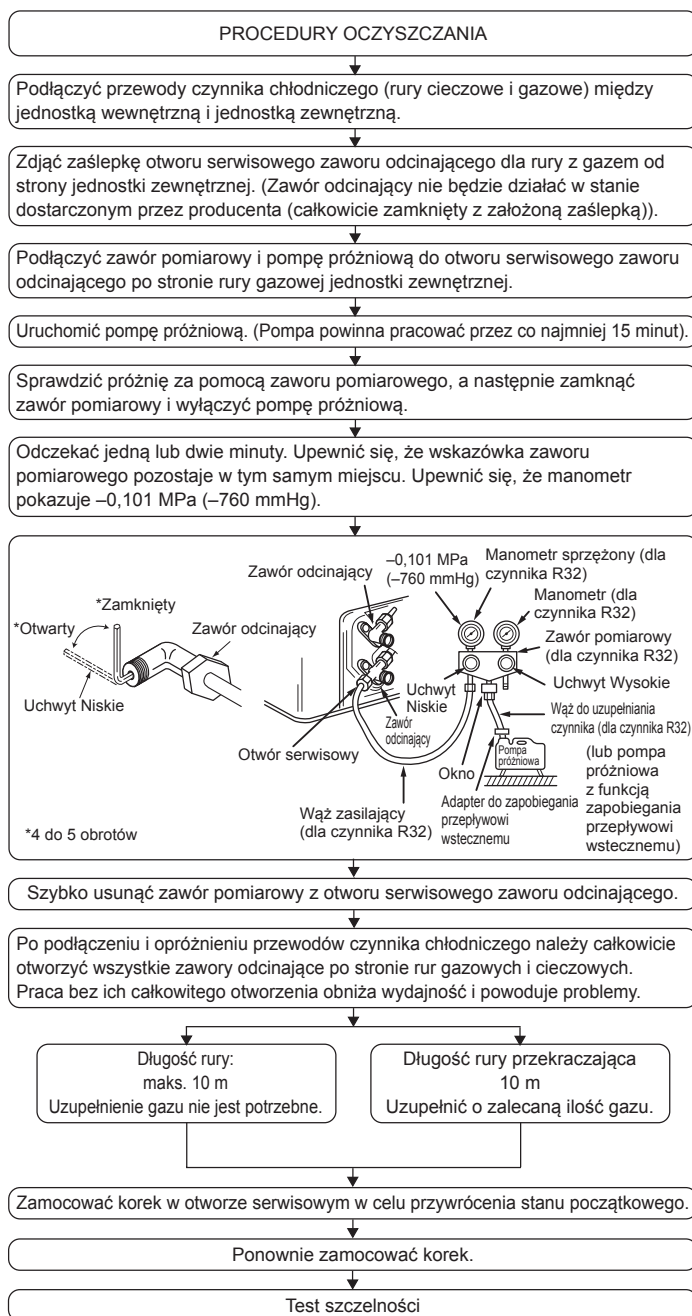 PROCEDURY OCZYSZCZANIA
Podłączyć przewody czynnika chłodniczego (rury cieczowe i gazowe) między
jednostką wewnętrzną i jednostką zewnętrzną.
Zdjąć zaślepkę otworu serwisowego zaworu odcinającego dla rury z gazem od
strony jednostki zewnętrznej. (Zawór odcinający nie będzie działać w stanie
dostarczonym przez producenta (całkowicie zamknięty z założoną zaślepką)).
Podłączyć zawór pomiarowy i pompę próżniową do otworu serwisowego zaworu
odcinającego po stronie rury gazowej jednostki zewnętrznej.
Uruchomić pompę próżniową. (Pompa powinna pracować przez co najmniej 15 minut).
Sprawdzić próżnię za pomocą zaworu pomiarowego, a następnie zamknąć
zawór pomiarowy i wyłączyć pompę próżniową.
Odczekać jedną lub dwie minuty. Upewnić się, że wskazówka zaworu
pomiarowego pozostaje w tym samym miejscu. Upewnić się, że manometr
pokazuje –0,101 MPa (–760 mmHg).
*Zamknięty
*Otwarty
Uchwyt Niskie
Zawór odcinający
*4 do 5 obrotów
Zawór odcinający
–0,101 MPa
(–760 mmHg)
Manometr sprzężony (dla
czynnika R32)
Manometr (dla
czynnika R32)
Zawór pomiarowy
(dla czynnika R32)
Uchwyt
Niskie
Uchwyt Wysokie
Zawór
odcinający
Otwór serwisowy
Wąż do uzupełniania
czynnika (dla czynnika R32)
Pompa
próżniowa
Okno
Wąż zasilający
(dla czynnika R32)
Adapter do zapobiegania
przepływowi
wstecznemu
(lub pompa
próżniowa
z funkcją
zapobiegania
przepływowi
wstecznemu)
Szybko usunąć zawór pomiarowy z otworu serwisowego zaworu odcinającego.
Po podłączeniu i opróżnieniu przewodów czynnika chłodniczego należy całkowicie
otworzyć wszystkie zawory odcinające po stronie rur gazowych i cieczowych.
Praca bez ich całkowitego otworzenia obniża wydajność i powoduje problemy.
Długość rury:
maks. 10 m
Uzupełnienie gazu nie jest potrzebne.
Długość rury przekraczająca
10 m
Uzupełnić o zalecaną ilość gazu.
Zamocować korek w otworze serwisowym w celu przywrócenia stanu początkowego.
Ponownie zamocować korek.
Test szczelności